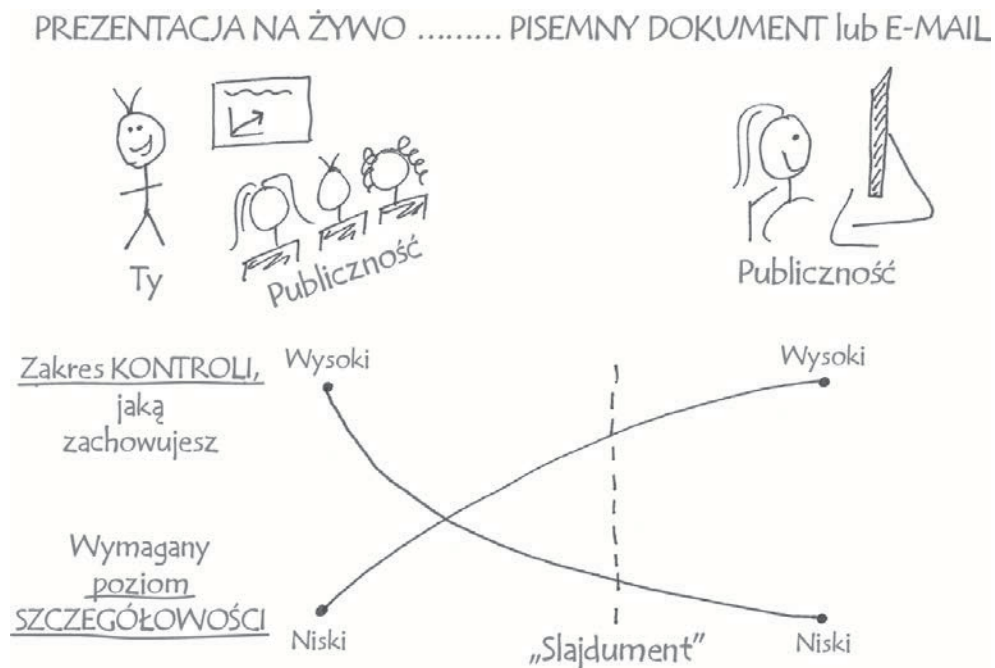 PREZENTACJA NA ŻYWO ......... PISEMNY DOKUMENT lub E-MAIL
Ty
Publiczność
Publiczność
Zakres KONTROLI,
jaką
zachowujesz
Wysoki
Wysoki
Wymagany
poziom
SZCZEGÓŁOWOŚCI
Niski
„Slajdument”
Niski